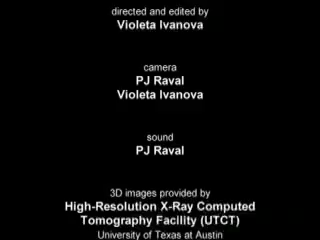 directed and edited by
Violeta Ivanova
camera
PJ Raval
Violeta Ivanova
sound
PJ Raval
3D images provided by
High-Resolution X-Ray Computed
Tomography Facility (UTCT)
University of Texas at Austin